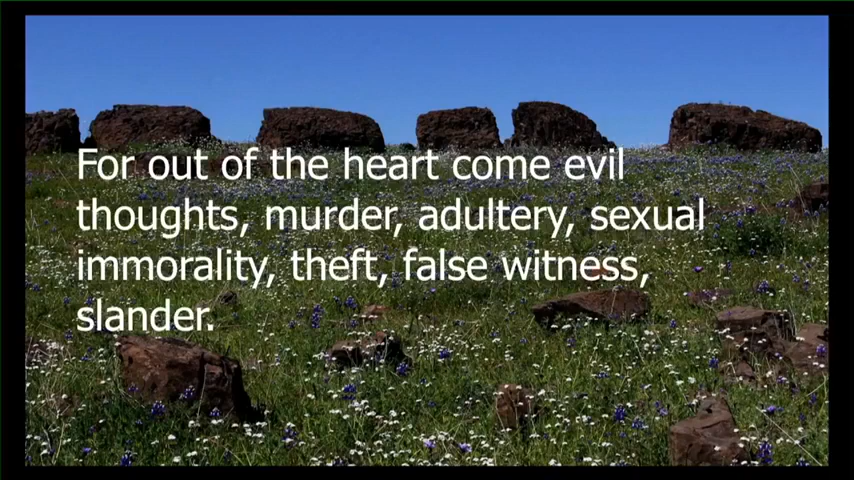 For out of the heart come evil
thoughts, murder, adultery, sexual
immorality, theft, false witness,
slander.